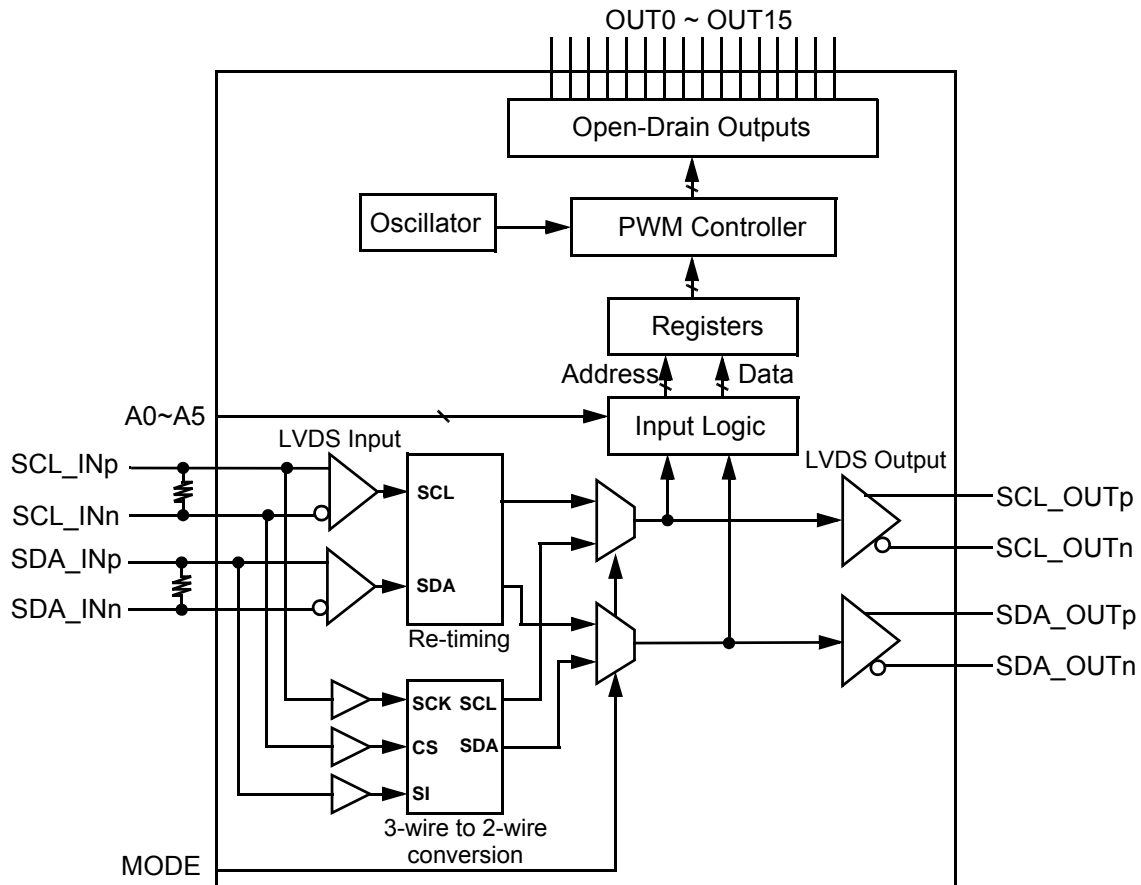 OUT0 ~ OUT15
Open-Drain Outputs
Oscillator
PWM Controller
Registers
Address
Data
A0~A5
Input Logic
LVDS Input
LVDS Output
SCL_INp
SCL_INn
SDA_INp
SDA_INn
SCL
SDA
Re-timing
SCL_OUTp
SCL_OUTn
SDA_OUTp
SDA_OUTn
SCK SCL
CS SDA
SI
3-wire to 2-wire
conversion
MODE